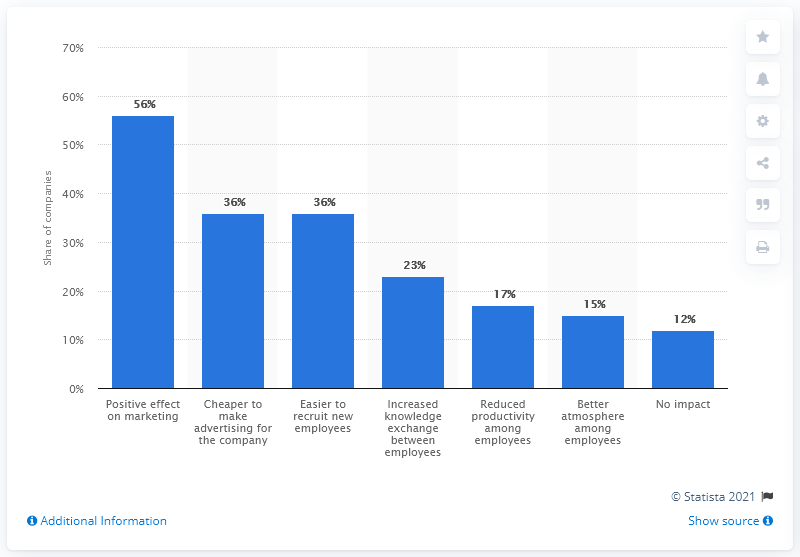 70%
60%
50%
40%
30%
20%
10%
0%
Share of companies
56%
36%
36%
23%
17%
15%
12%
Positive effect
on marketing
Cheaper to
make
advertising for
the company
Easier to
recruit new
employees
Increased
knowledge
exchange
between
employees
Reduced
productivity
among
employees
Better
atmosphere
among
employees
No impact
© Statista 2021
Additional Information
Show source